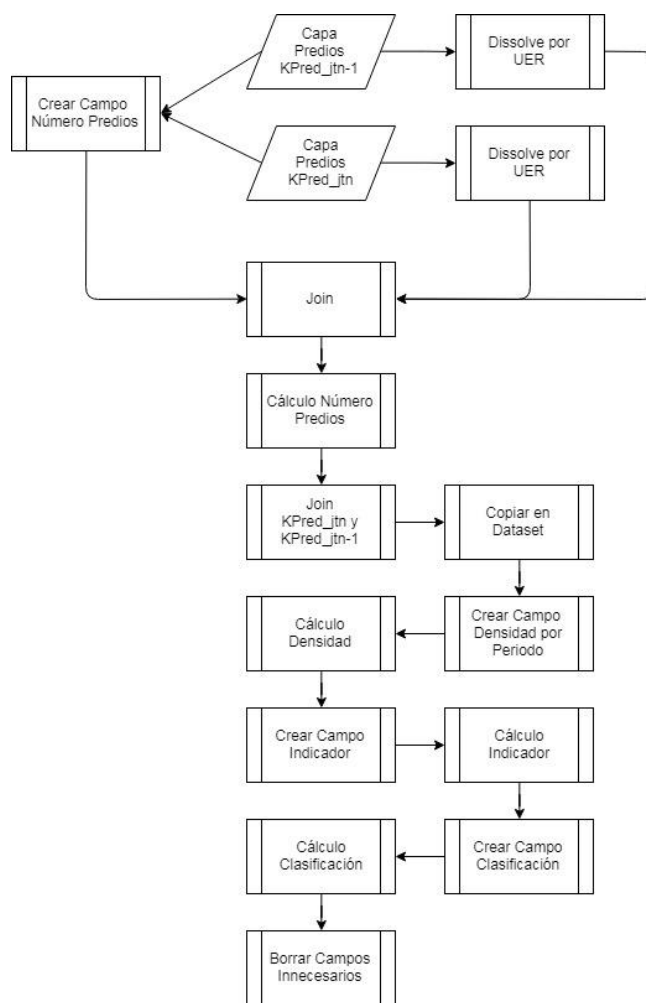 Capa
Predios
KPred_jtn-1
Dissolve por
UER
Crear Campo
Número Predios
Capa
Predios
KPred_jtn
Dissolve por
UER
Join
Cálculo Número
Predios
Join
KPred_jtn y
KPred_jtn-1
Copiar en
Dataset
Cálculo
Densidad
Crear Campo
Densidad por
Periodo
Crear Campo
Indicador
Cálculo
Indicador
Cálculo
Clasificación
Crear Campo
Clasificación
Borrar Campos
Innecesarios